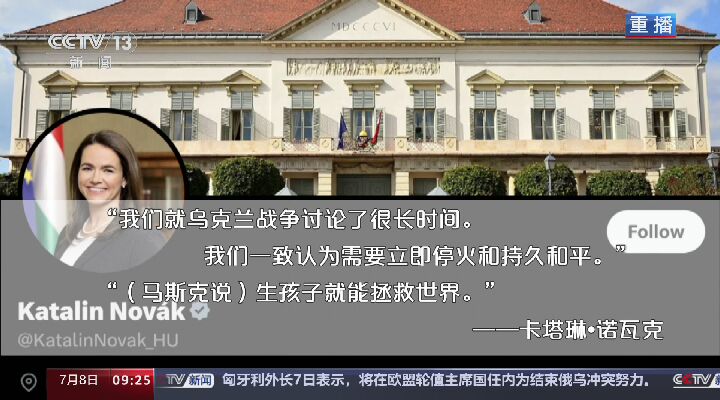 CCTV 13
新闻
重播
MDCCCVI
“我们就乌克兰战争讨论了很长时间。
我们一致认为需要立即停火和持久和平。”
Follow
“（马斯克说）生孩子就能拯救世界。”
Katalin Novák
——卡塔琳·诺瓦克
@KatalinNovak_HU
7月8日 09:25 CCTV新闻 匈牙利外长7日表示，将在欧盟轮值主席国任内为结束俄乌冲突努力。 CCTV